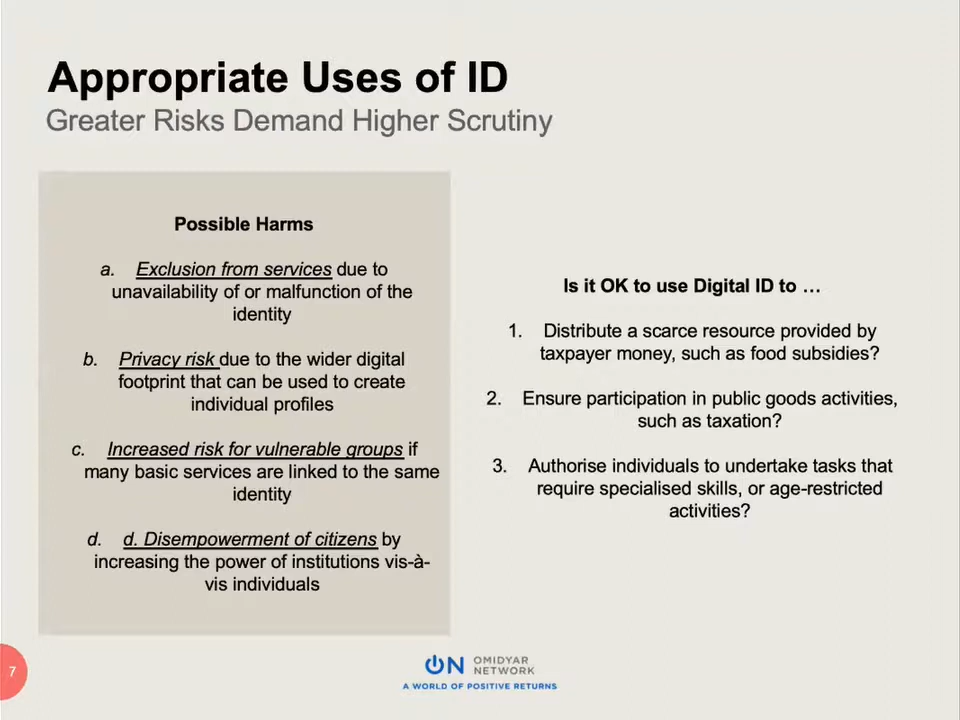 Appropriate Uses of ID
Greater Risks Demand Higher Scrutiny
Possible Harms
a. Exclusion from services due to
unavailability of or malfunction of the
identity
b. Privacy risk due to the wider digital
footprint that can be used to create
individual profiles
c. Increased risk for vulnerable groups if
many basic services are linked to the same
identity
d. d. Disempowerment of citizens by
increasing the power of institutions vis-à-
vis individuals
Is it OK to use Digital ID to …
1. Distribute a scarce resource provided by
taxpayer money, such as food subsidies?
2. Ensure participation in public goods activities,
such as taxation?
3. Authorise individuals to undertake tasks that
require specialised skills, or age-restricted
activities?
7
ON OMIDYAR
NETWORK
A WORLD OF POSITIVE RETURNS